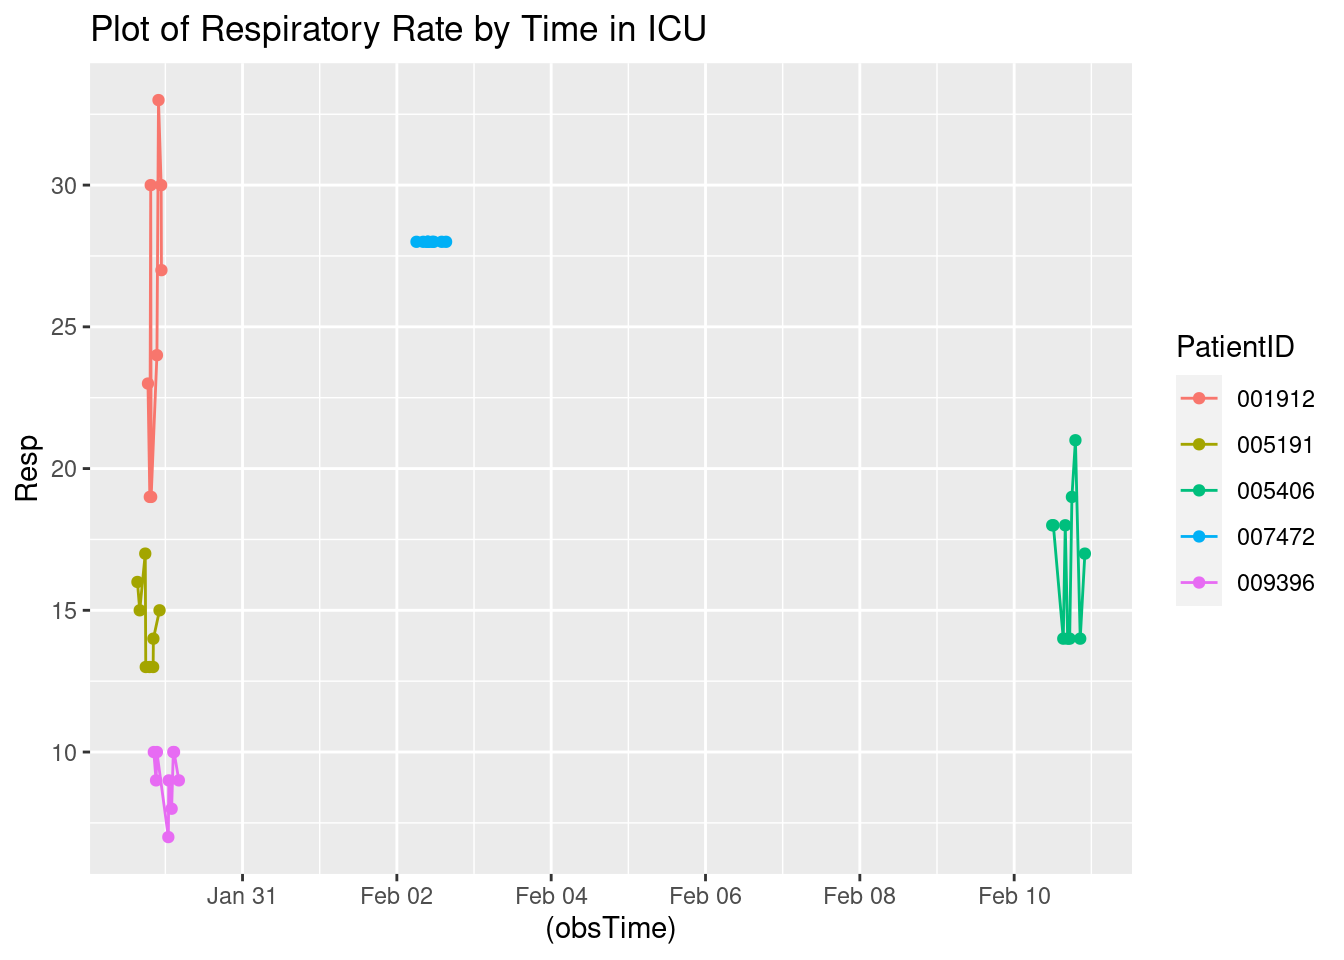 Plot of Respiratory Rate by Time in ICU
30
25
20
15
10
Resp
Jan 31 Feb 02 Feb 04 Feb 06 Feb 08 Feb 10
(obsTime)
PatientID
001912
005191
005406
007472
009396